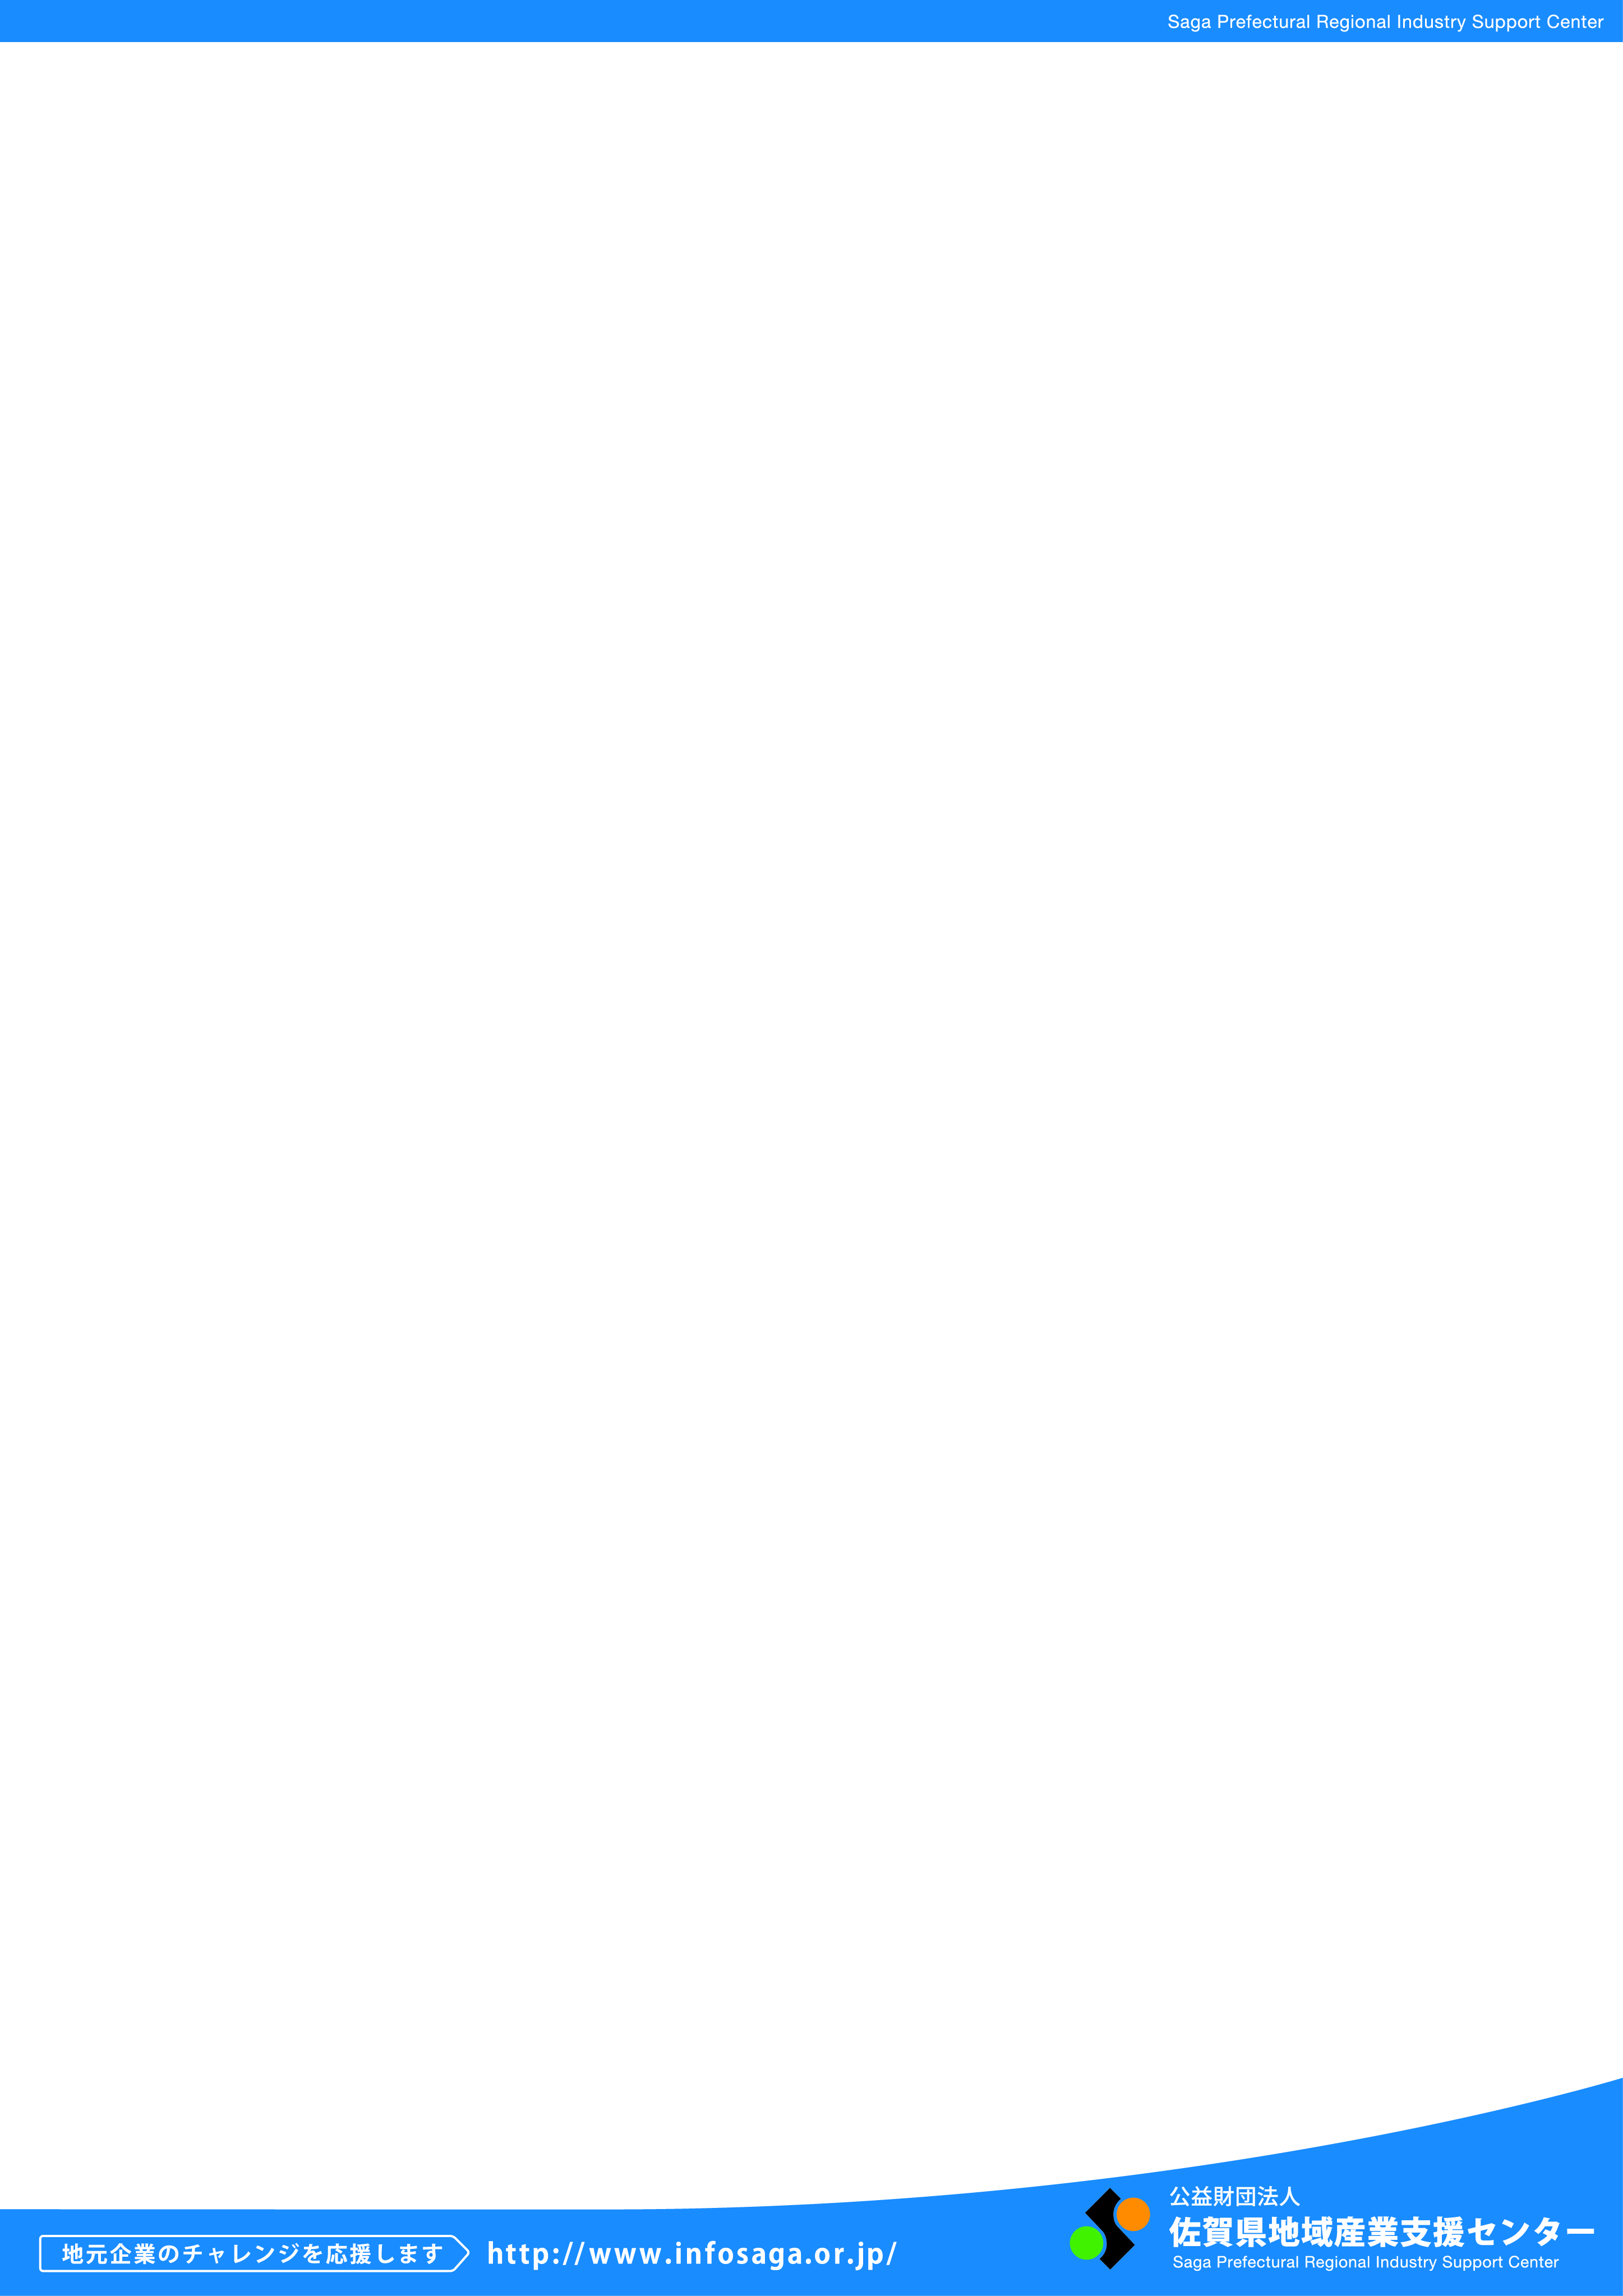 Saga Prefectural Regional Industry Support Center
公益財団法人
佐賀県地域産業支援センター
Saga Prefectural Regional Industry Support Center
地元企業のチャレンジを応援します
http://www.infosaga.or.jp/